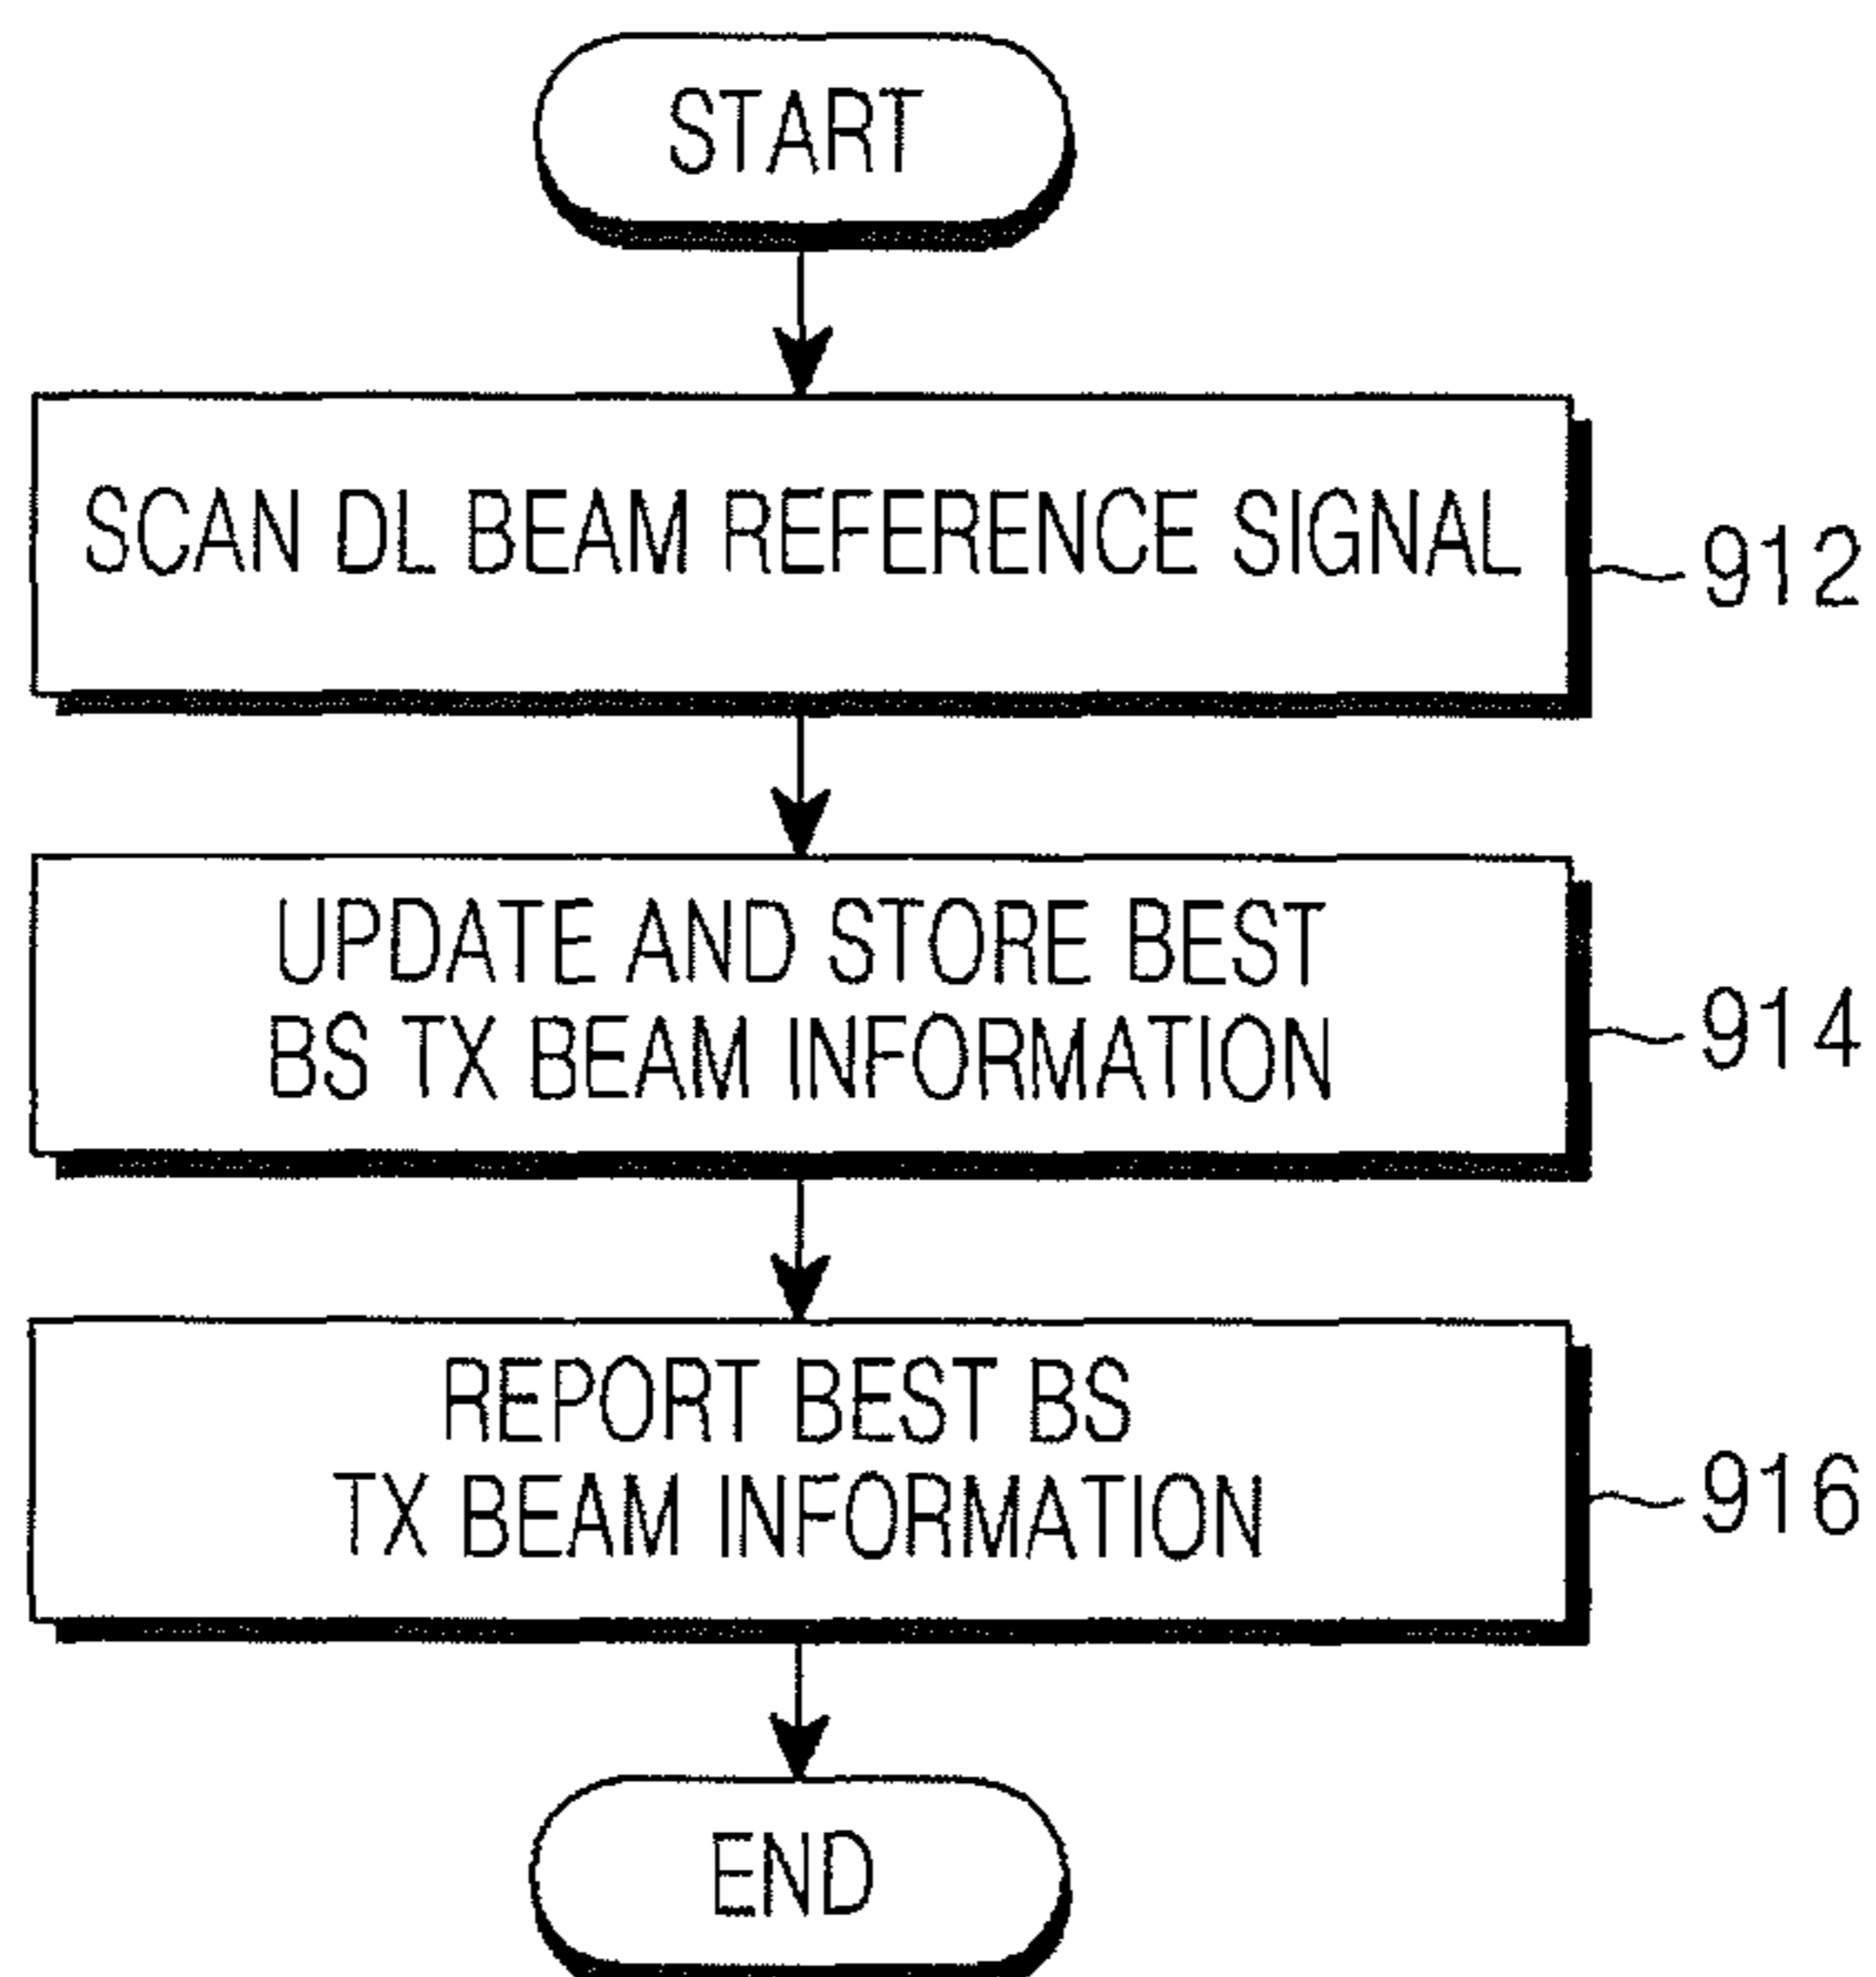 START
SCAN DL BEAM REFERENCE SIGNAL
912
UPDATE AND STORE BEST
BS TX BEAM INFORMATION
914
REPORT BEST BS
TX BEAM INFORMATION
916
END